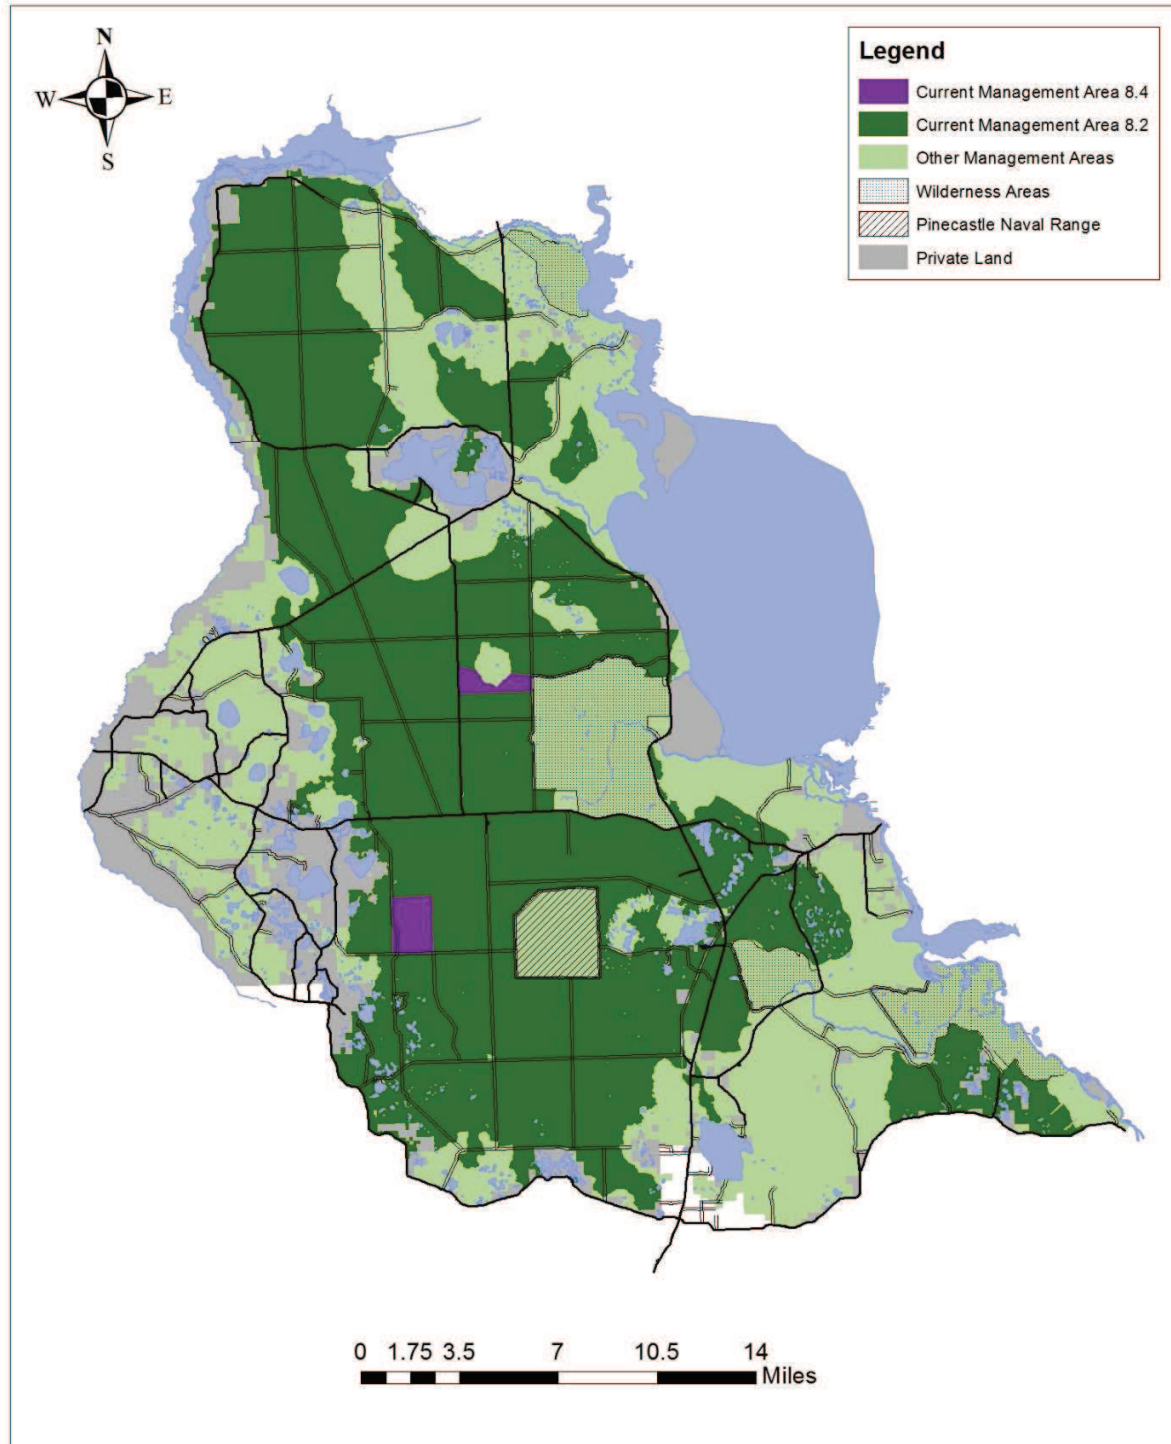 N
W E
S
Legend
Current Management Area 8.4
Current Management Area 8.2
Other Management Areas
Wilderness Areas
Pinecastle Naval Range
Private Land
0 1.75 3.5 7 10.5 14
Miles